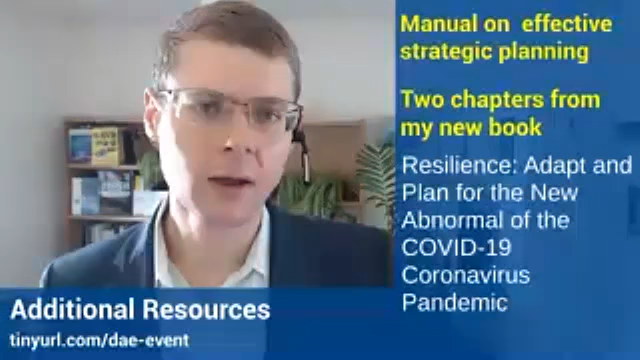 Manual on effective
strategic planning
Two chapters from
my new book
Resilience: Adapt and
Plan for the New
Abnormal of the
COVID-19
Coronavirus
Pandemic
Additional Resources
tinyurl.com/dae-event